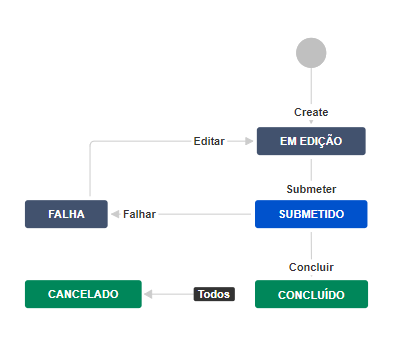 Create
Editar
EM EDIÇÃO
Submeter
FALHA
Falhar
SUBMETIDO
Concluir
CANCELADO
Todos
CONCLUÍDO